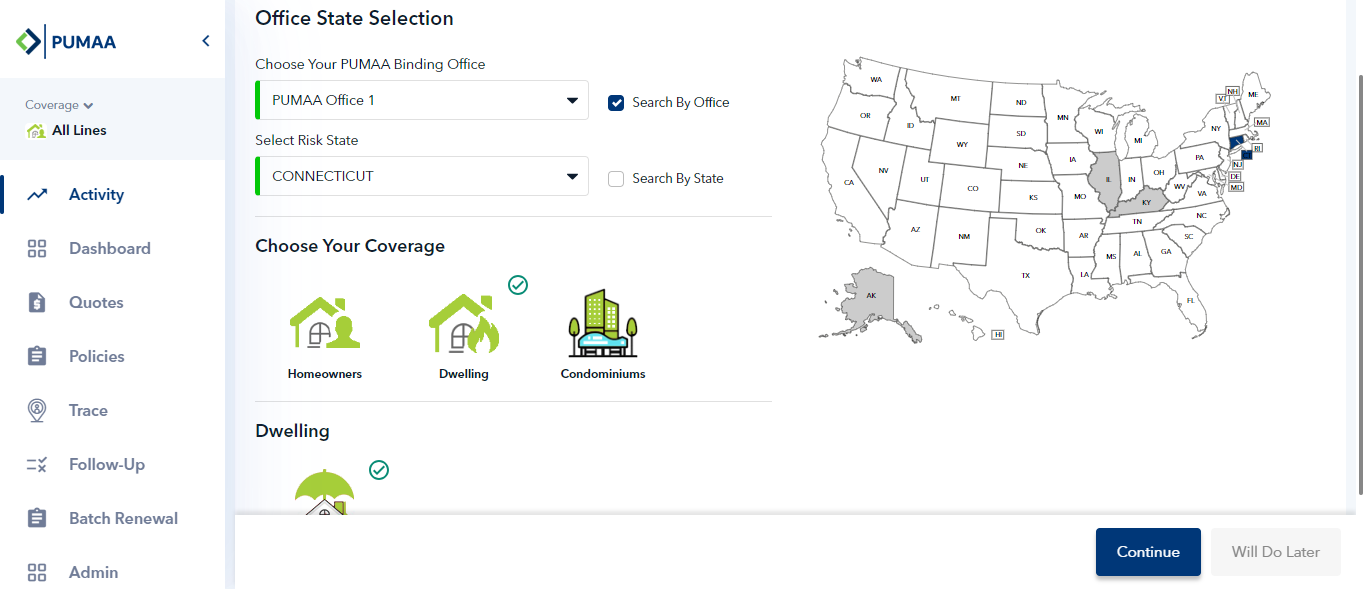 PUMAA
Coverage
All Lines
Activity
Dashboard
Quotes
Policies
Trace
Follow-Up
Batch Renewal
Admin
Office State Selection
Choose Your PUMAA Binding Office
PUMAA Office 1
Search By Office
Select Risk State
CONNECTICUT
Search By State
Choose Your Coverage
Homeowners
Dwelling
Condominiums
Dwelling
WA
MT
ND
MN
OR
ID
SD
WI
MI
WY
NE
IA
NV
UT
CO
CA
KS
MO
IL
IN
OH
PA
NY
VT
NH
ME
MA
RI
NJ
DE
MD
WV
VA
KY
NC
TN
SC
AZ
NM
OK
AR
MS
AL
GA
TX
LA
FL
AK
HI
Continue
Will Do Later